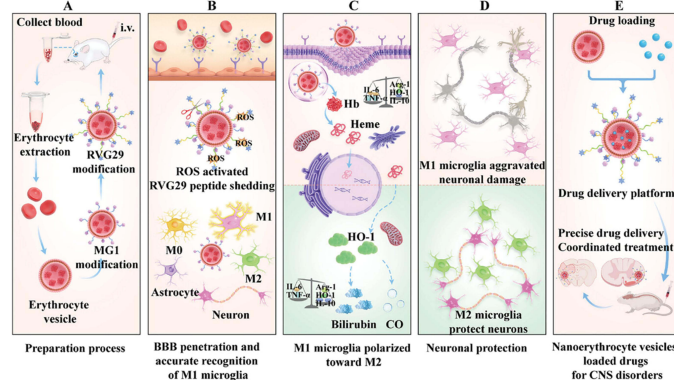 A
Collect blood
i.v.
Erythrocyte
extraction
RVG29
modification
MG1
modification
Erythrocyte
vesicle
Preparation process
B
ROS
ROS
ROS
ROS
ROS activated
RVG29 peptide shedding
M1
M0
M2
Astrocyte
Neuron
BBB penetration and
accurate recognition
of M1 microglia
C
IL-6
TNF-α
Arg-1
HO-1
IL-10
Hb
Heme
HO-1
IL-6
TNF-α
Arg-1
HO-1
IL-10
Bilirubin
CO
M1 microglia polarized
toward M2
D
M1 microglia aggravated
neuronal damage
M2 microglia
protect neurons
Neuronal protection
E
Drug loading
Drug delivery platform
Precise drug delivery
Coordinated treatment
Nanoerythrocyte vesicles
loaded drugs
for CNS disorders